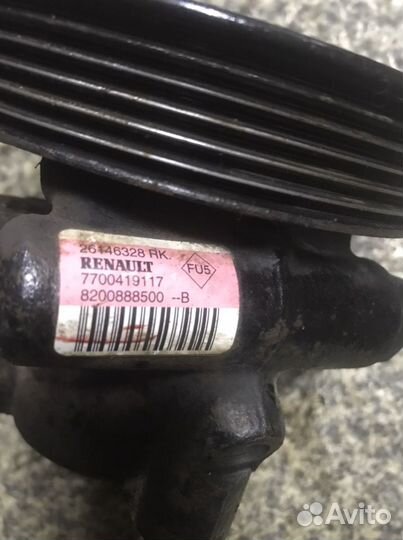 26146328 RK.
RENAULT
FU5
7700419117
8200888500 --B
Avito